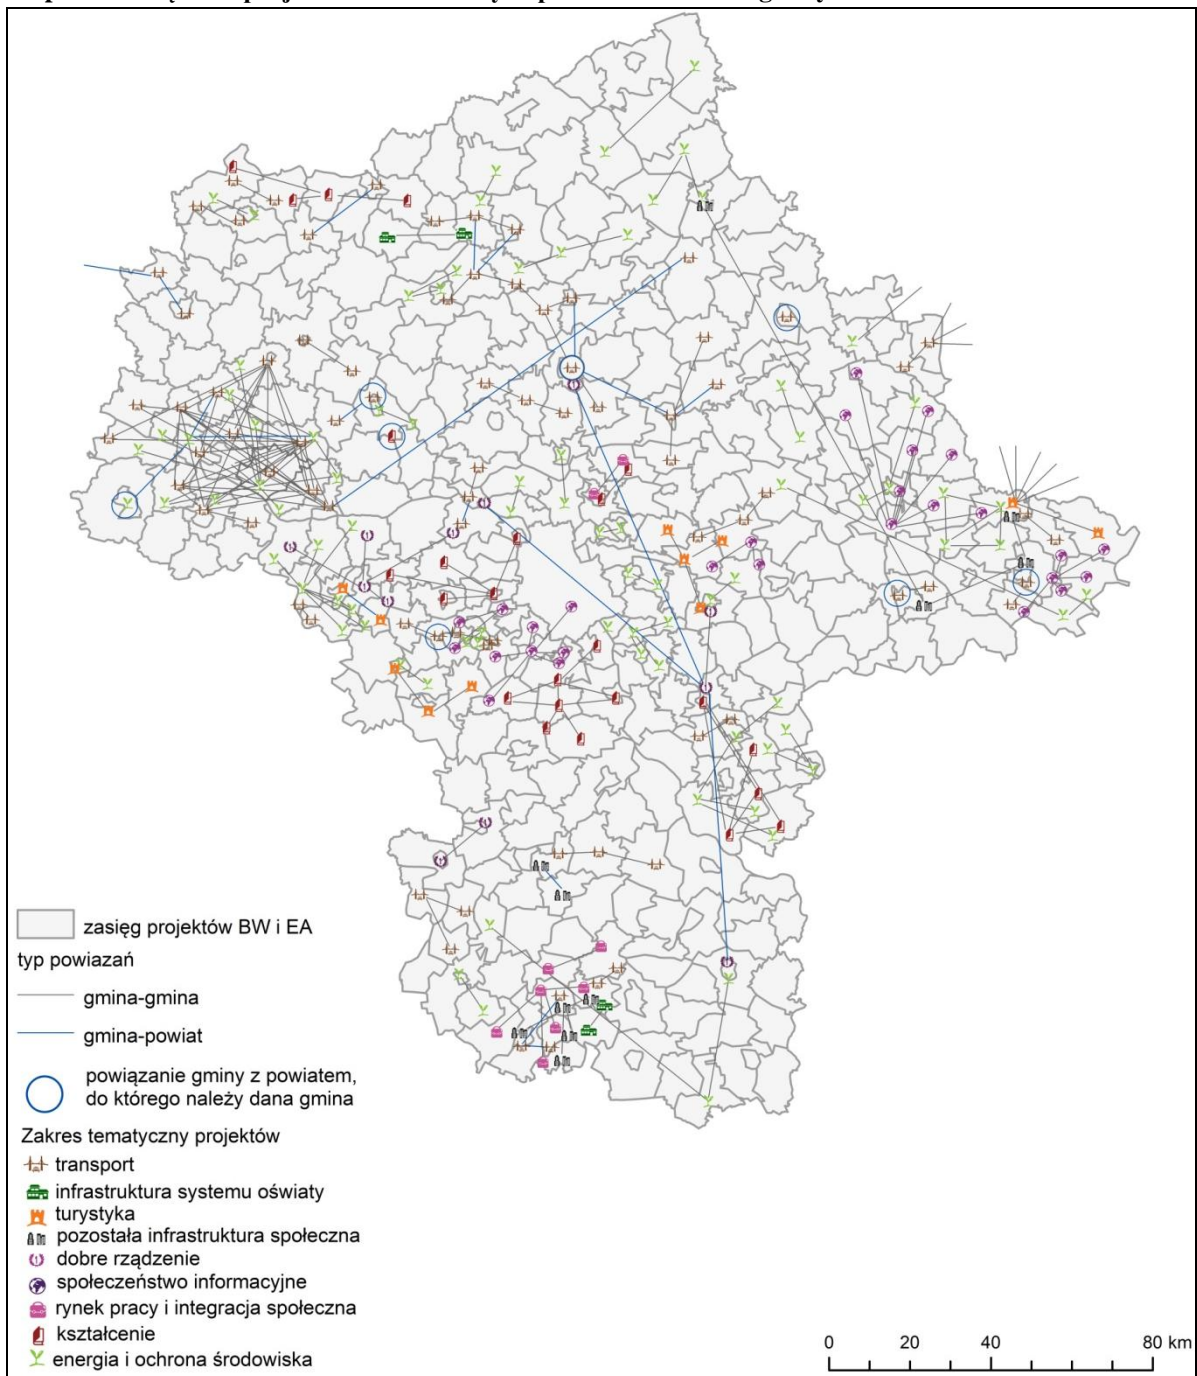 zasięg projektów BW i EA
typ powiazań
gmina-gmina
gmina-powiat
powiązanie gminy z powiatem,
do którego należy dana gmina
Zakres tematyczny projektów
transport
infrastruktura systemu oświaty
turystyka
pozostała infrastruktura społeczna
dobre rządzenie
społeczeństwo informacyjne
rynek pracy i integracja społeczna
kształcenie
energia i ochrona środowiska
0 20 40 80 km